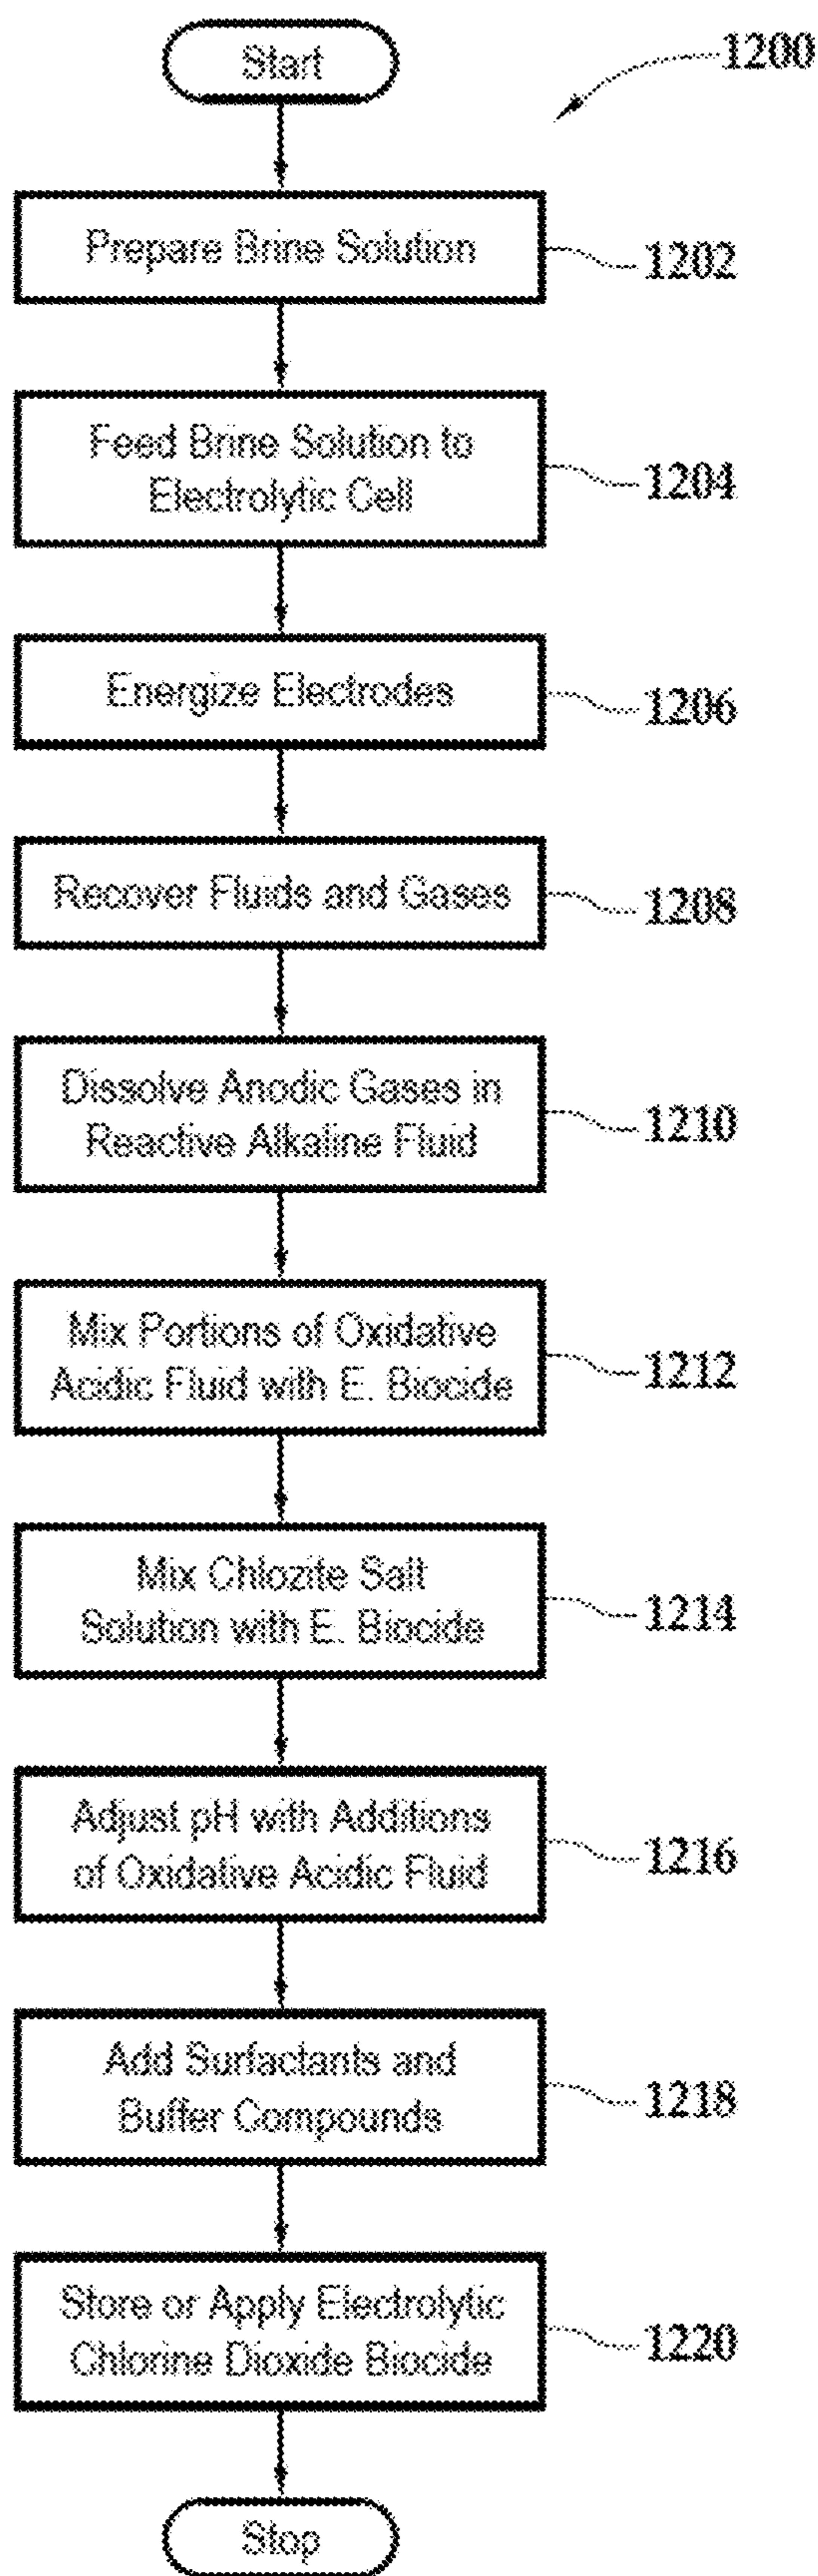 Start
1200
Prepare Brine Solution
1202
Feed Brine Solution to
Electrolytic Cell
1204
Energize Electrodes
1206
Recover Fluids and Gases
1208
Dissolve Anodic Gases in
Reactive Alkaline Fluid
1210
Mix Portions of Oxidative
Acidic Fluid with E. Biocide
1212
Mix Chlozite Salt
Solution with E. Biocide
1214
Adjust pH with Additions
of Oxidative Acidic Fluid
1216
Add Surfactants and
Buffer Compounds
1218
Store or Apply Electrolytic
Chlorine Dioxide Biocide
1220
Stop